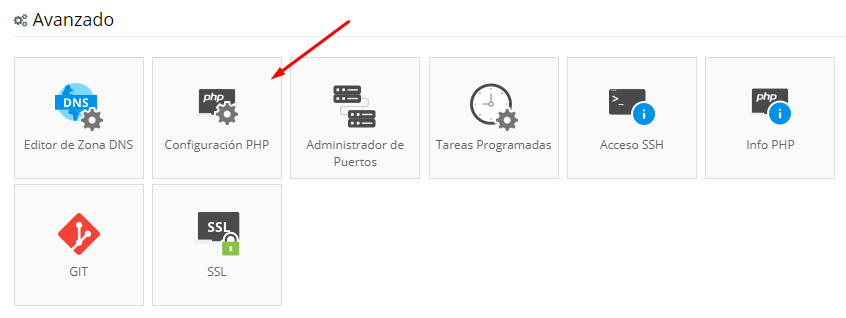 Avanzado
DNS
Editor de Zona DNS
php
Configuración PHP
Administrador de
Puertos
Tareas Programadas
>_
i
Acceso SSH
php
i
Info PHP
GIT
SSL
SSL